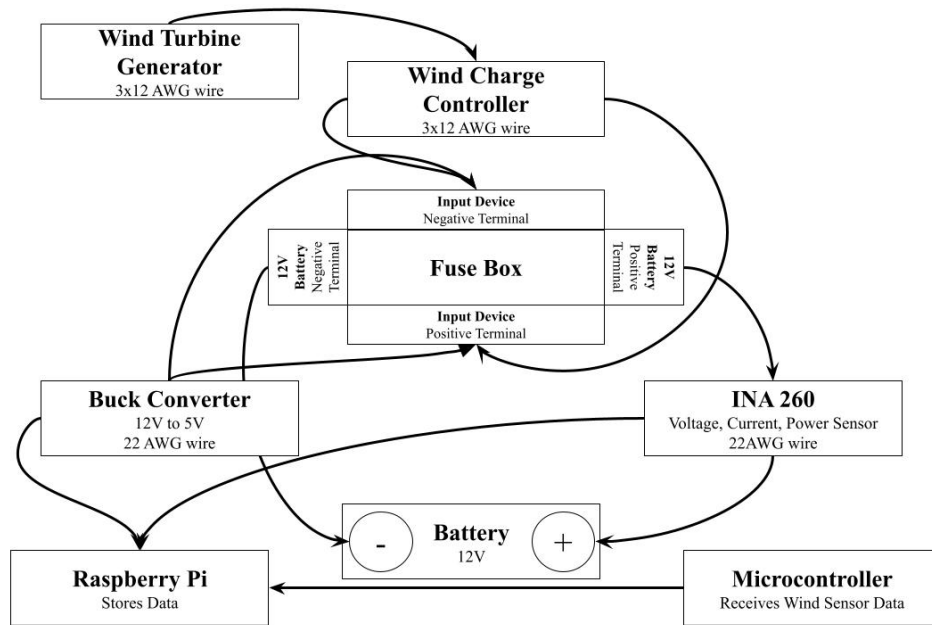 Wind Turbine
Generator
3x12 AWG wire
Wind Charge
Controller
3x12 AWG wire
Input Device
Negative Terminal
12V
Battery
Negative
Terminal
Fuse Box
12V
Battery
Positive
Terminal
Input Device
Positive Terminal
Buck Converter
12V to 5V
22 AWG wire
INA 260
Voltage, Current, Power Sensor
22AWG wire
-
Battery
12V
+
Raspberry Pi
Stores Data
Microcontroller
Receives Wind Sensor Data